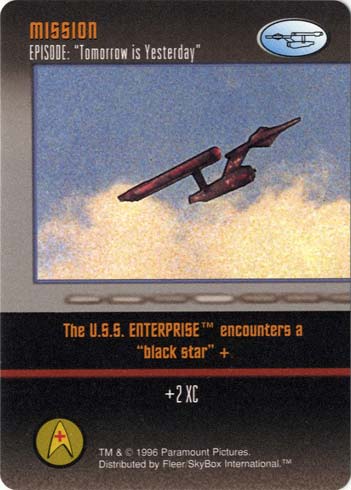 MISSION
EPISODE: "Tomorrow is Yesterday"
The U.S.S. ENTERPRISE™ encounters a
"black star" +
+2 XC
TM & © 1996 Paramount Pictures.
Distributed by Fleer/SkyBox International.™